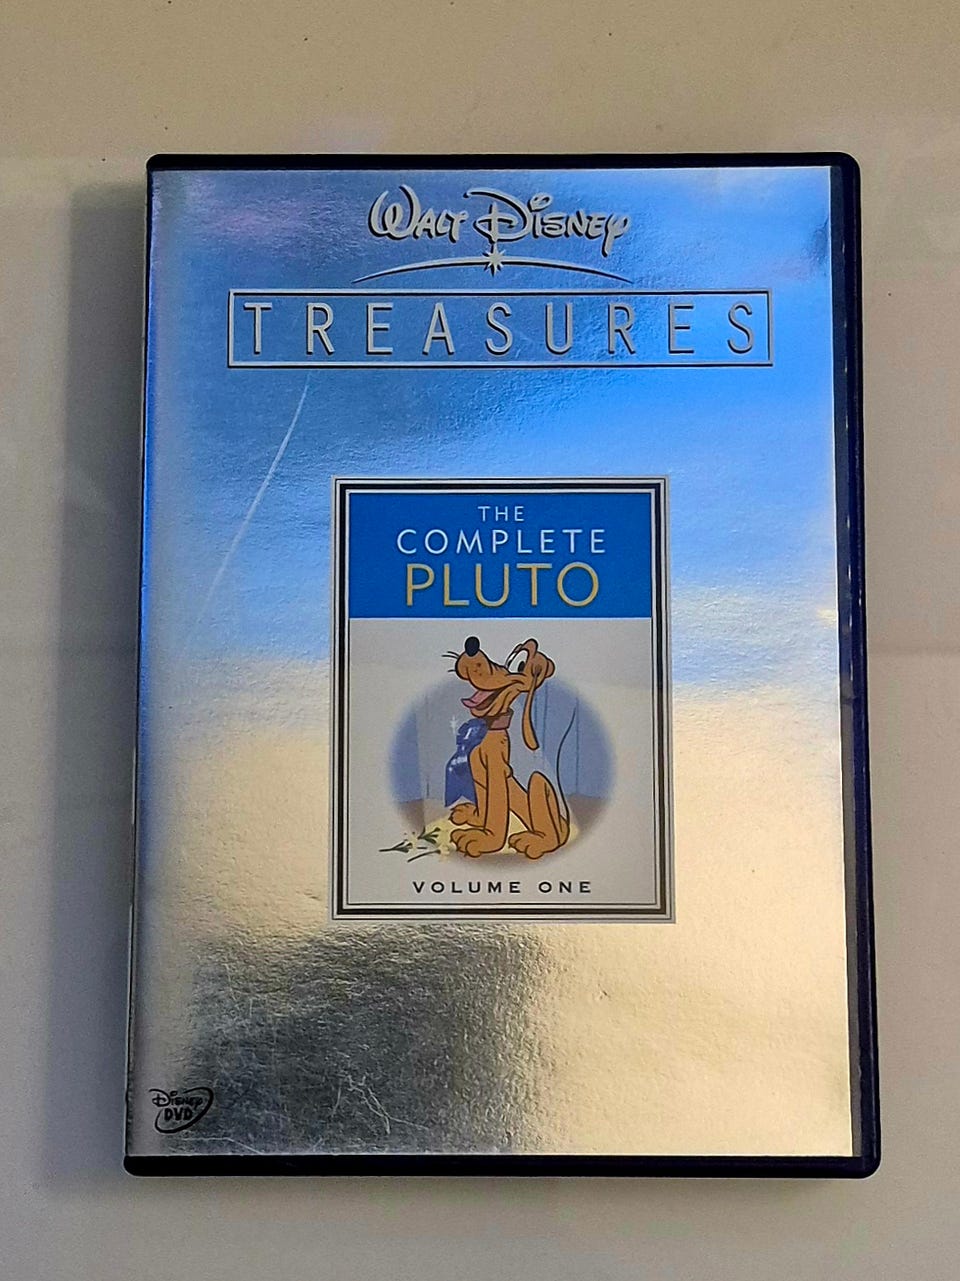 WALT DISNEY
TREASURES
THE
COMPLETE
PLUTO
VOLUME ONE
DISNEY
DVD